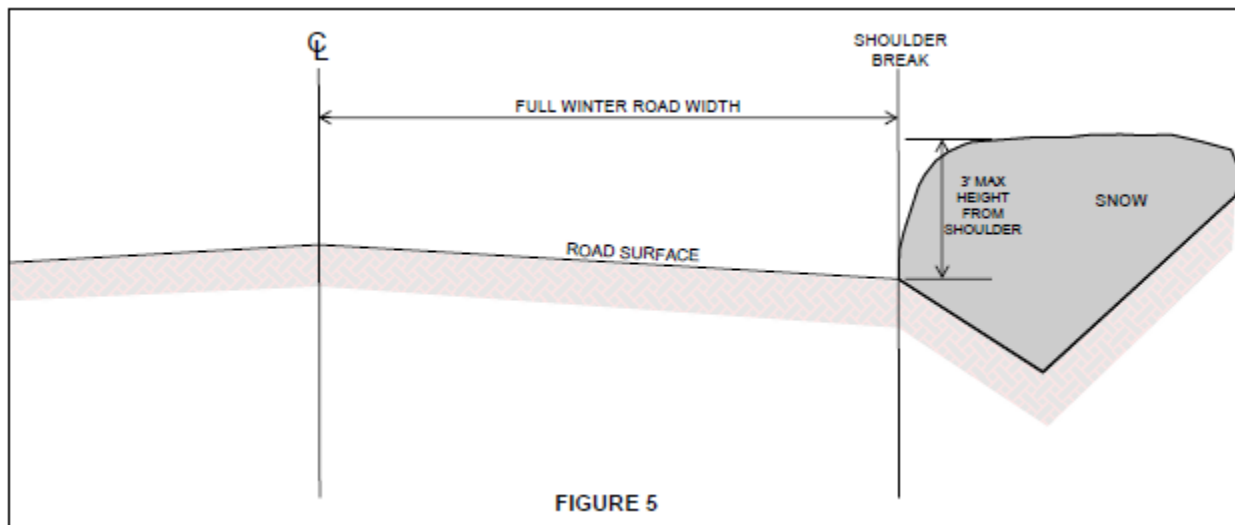 ℄
SHOULDER
BREAK
FULL WINTER ROAD WIDTH
3' MAX
HEIGHT
FROM
SHOULDER
SNOW
ROAD SURFACE
FIGURE 5